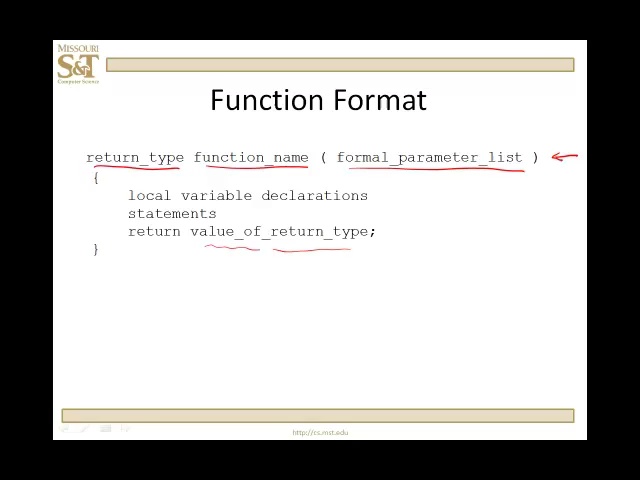 MISSOURI
S&T
Computer Science
Function Format
return_type function_name ( formal_parameter_list )
{
local variable declarations
statements
return value_of_return_type;
}
http://cs.mst.edu